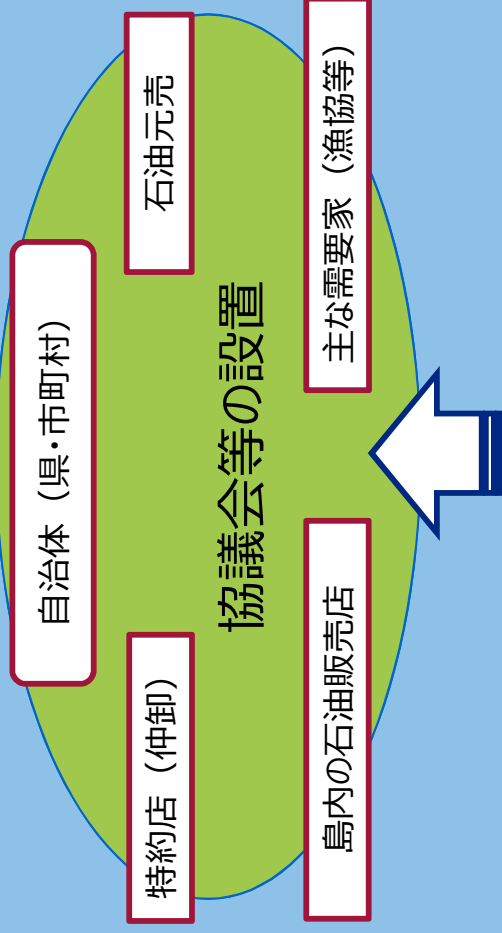 自治体（県・市町村）
特約店（仲卸）
石油元売
協議会等の設置
島内の石油販売店
主な需要家（漁協等）